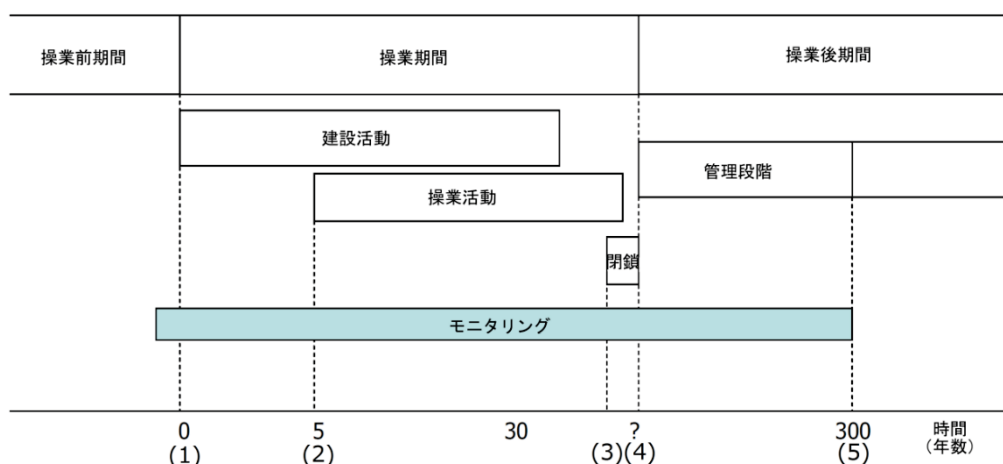 操業前期間
操業期間
操業後期間
建設活動
管理段階
操業活動
閉鎖
モニタリング
0 5 30 ? 300 時間
(1) (2) (3)(4) (5) (年数)